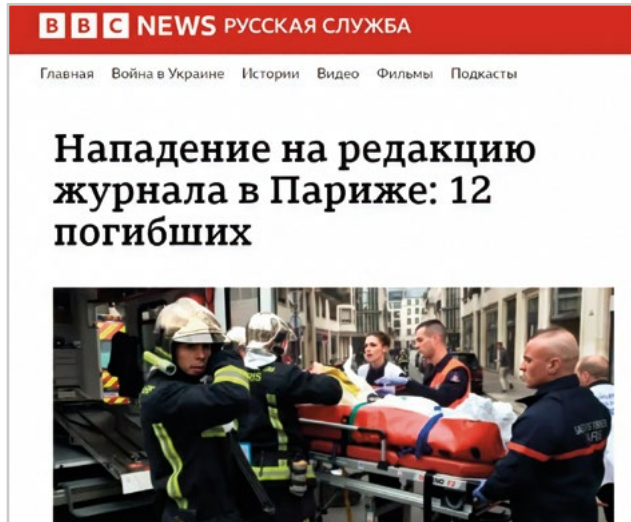 BBC NEWS РУССКАЯ СЛУЖБА
Главная Война в Украине Истории Видео Фильмы Подкасты
Нападение на редакцию
журнала в Париже: 12
погибших